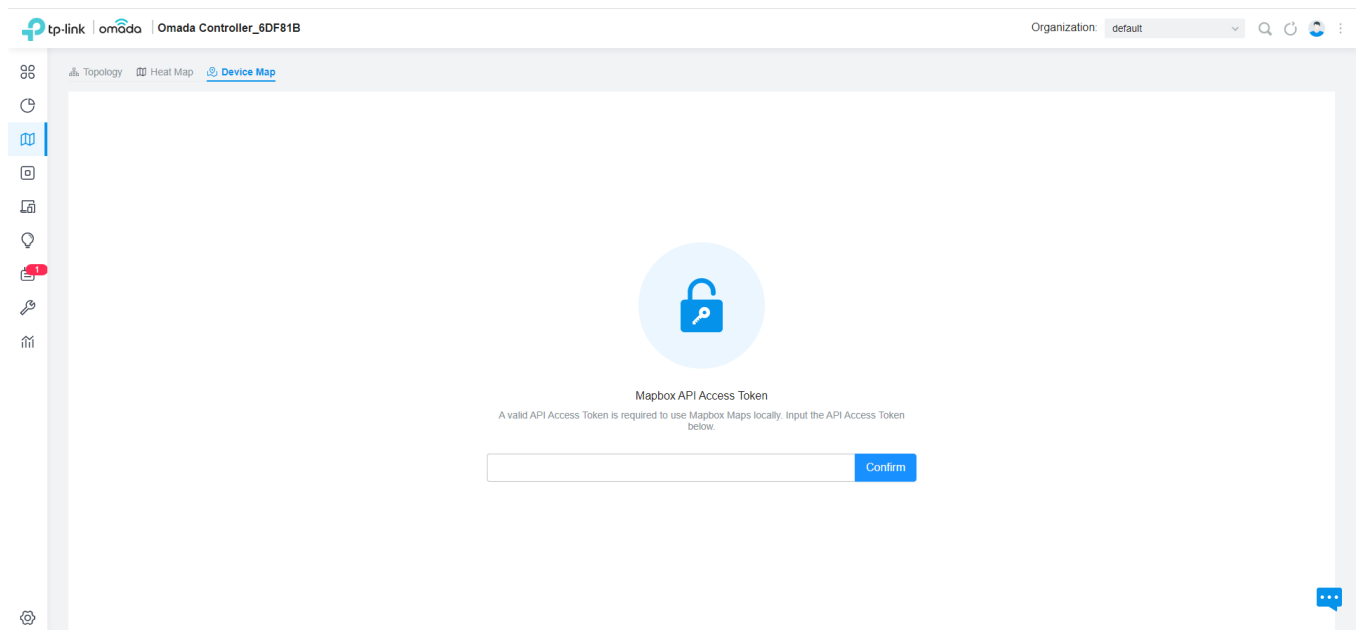 tp-link omada Omada Controller_6DF81B Organization: default
Topology Heat Map Device Map
1
Mapbox API Access Token
A valid API Access Token is required to use Mapbox Maps locally. Input the API Access Token
below.
Confirm